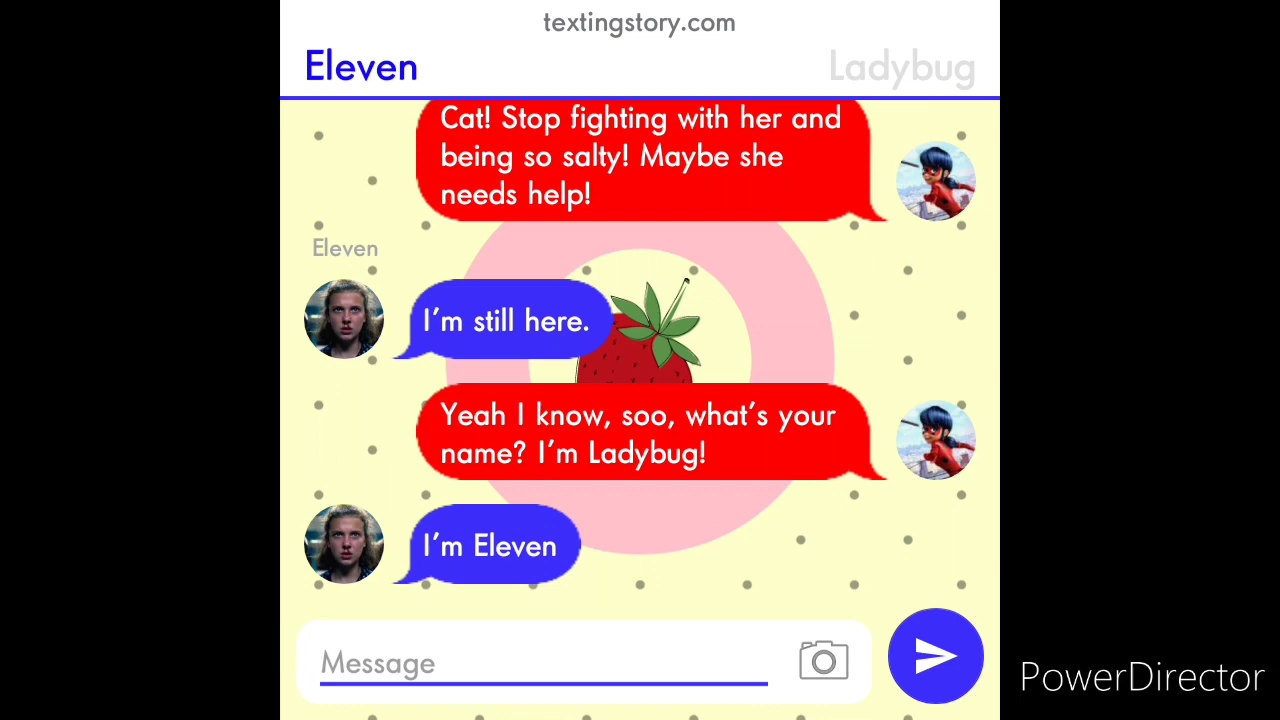 textingstory.com
Eleven
Ladybug
Cat! Stop fighting with her and
being so salty! Maybe she
needs help!
Eleven
I'm still here.
Yeah I know, soo, what's your
name? I'm Ladybug!
I'm Eleven
Message
PowerDirector